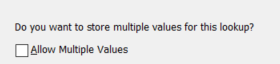 Do you want to store multiple values for this lookup?
Allow Multiple Values